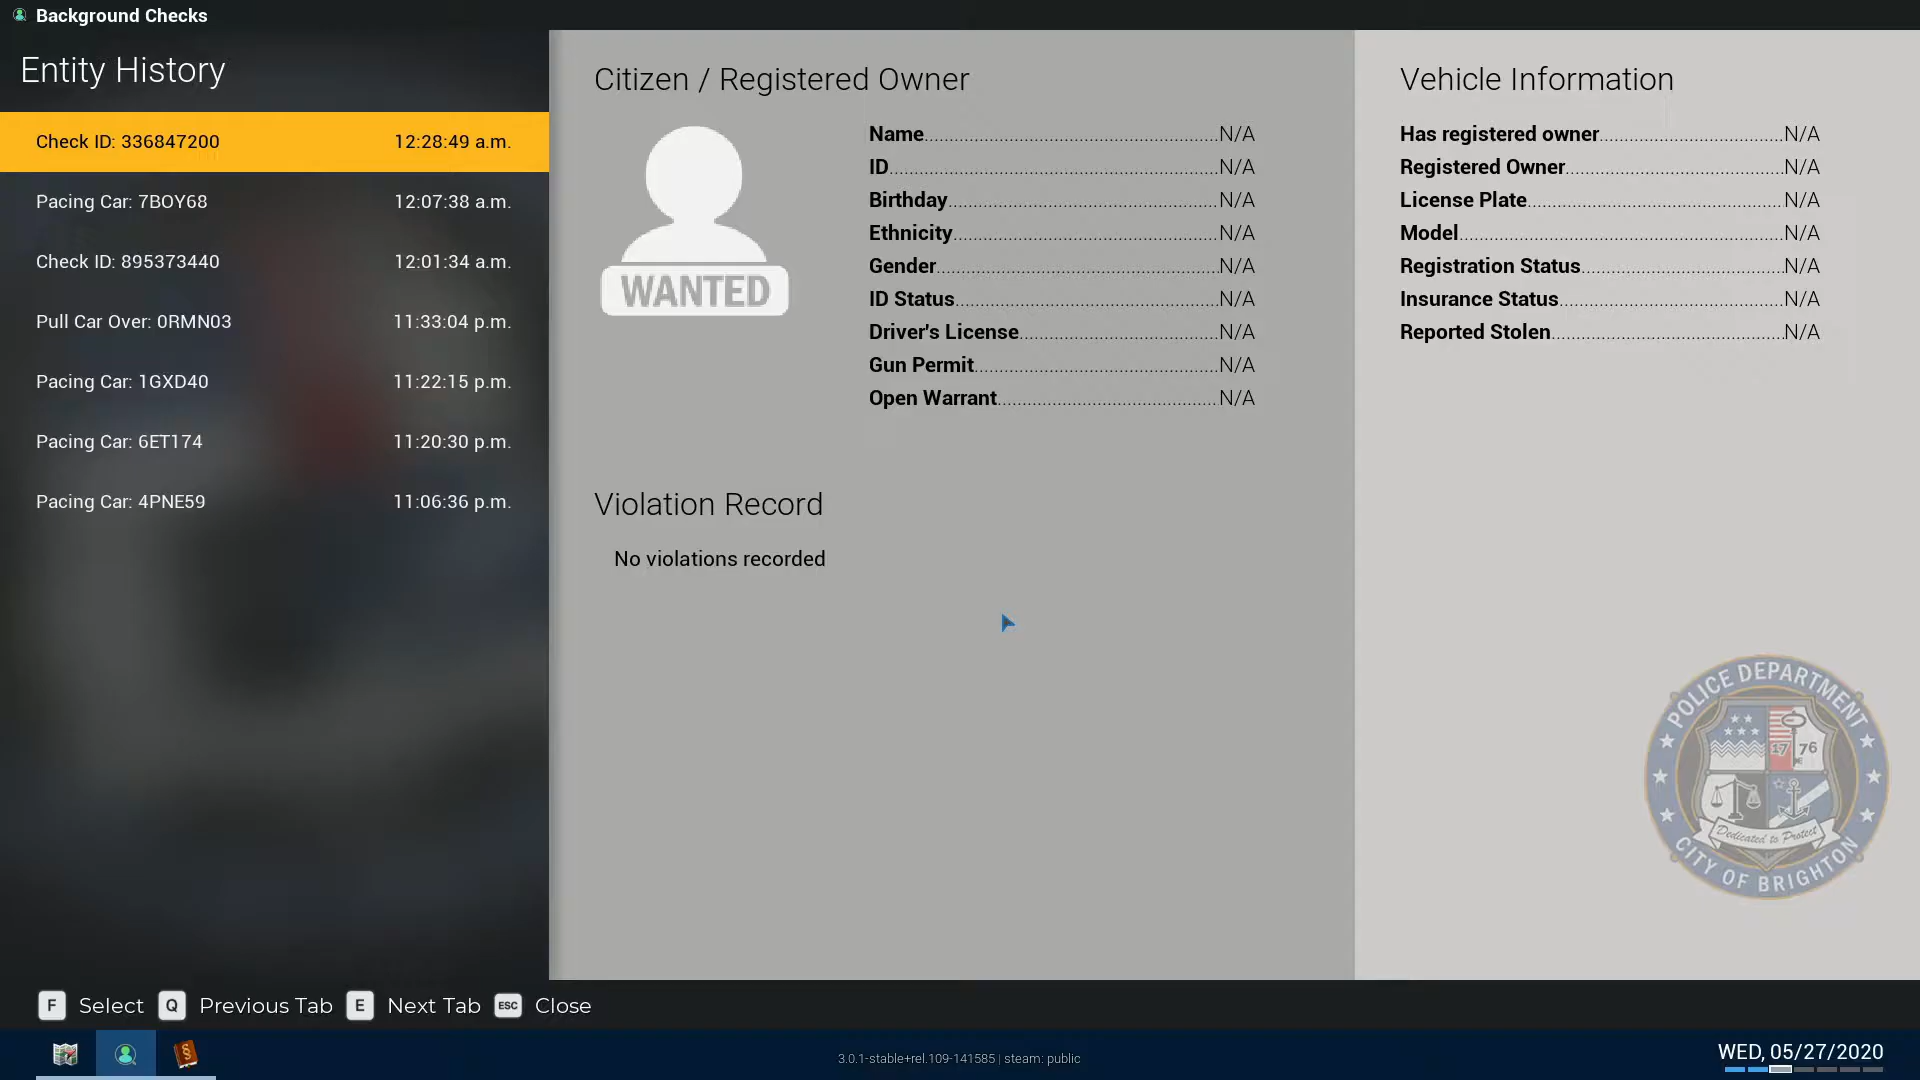 Background Checks
Entity History
Check ID: 336847200 12:28:49 a.m.
Pacing Car: 7BOY68 12:07:38 a.m.
Check ID: 895373440 12:01:34 a.m.
Pull Car Over: 0RMN03 11:33:04 p.m.
Pacing Car: 1GXD40 11:22:15 p.m.
Pacing Car: 6ET174 11:20:30 p.m.
Pacing Car: 4PNE59 11:06:36 p.m.
Citizen / Registered Owner
WANTED
Name N/A
ID N/A
Birthday N/A
Ethnicity N/A
Gender N/A
ID Status N/A
Driver's License N/A
Gun Permit N/A
Open Warrant N/A
Violation Record
No violations recorded
Vehicle Information
Has registered owner N/A
Registered Owner N/A
License Plate N/A
Model N/A
Registration Status N/A
Insurance Status N/A
Reported Stolen N/A
POLICE DEPARTMENT
17 76
Dedicated to Protect
CITY OF BRIGHTON
F Select Q Previous Tab E Next Tab ESC Close
§
3.0.1-stable+rel.109-141585 | steam: public
WED, 05/27/2020